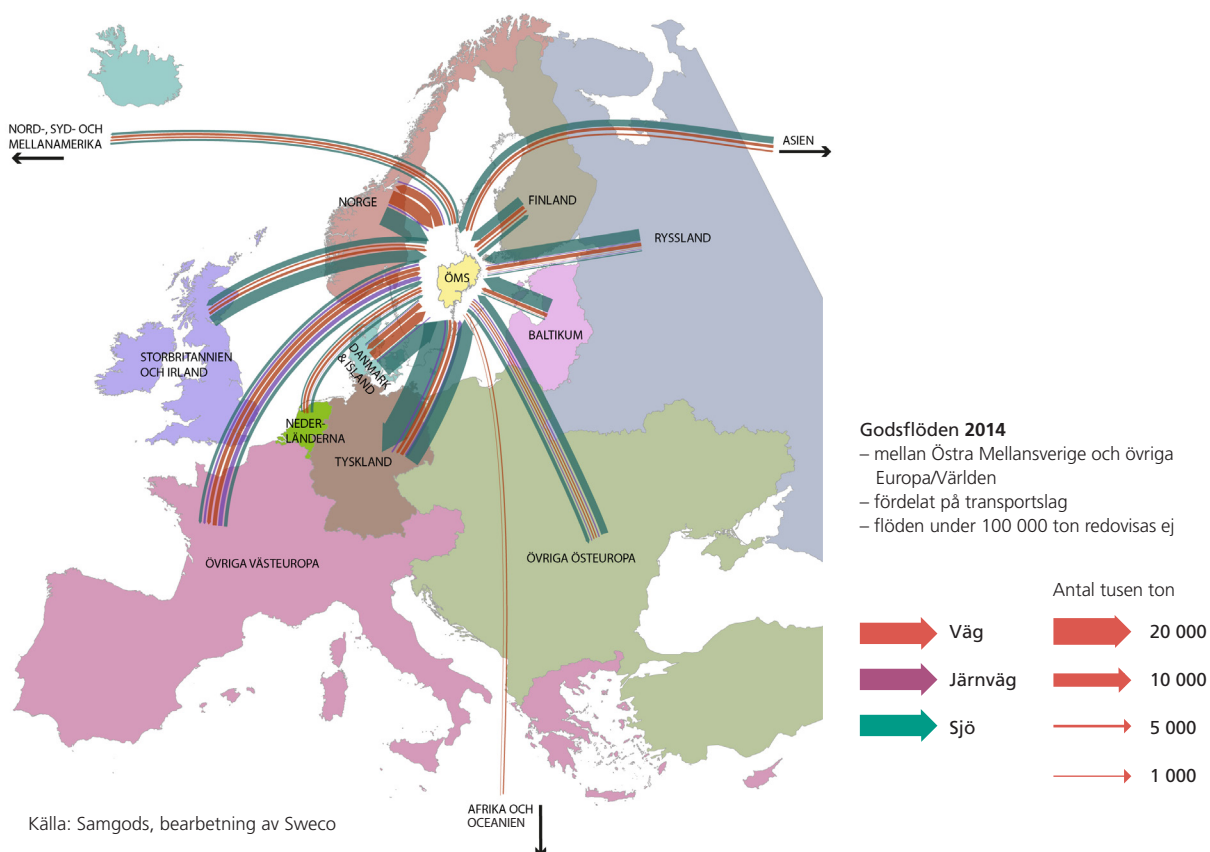 NORD-, SYD- OCH
MELLANAMERIKA
ASIEN
NORGE
FINLAND
RYSSLAND
ÖMS
BALTIKUM
STORBRITANNIEN
OCH IRLAND
DANMARK
& ISLAND
NEDER-
LÄNDERNA
TYSKLAND
ÖVRIGA VÄSTEUROPA
ÖVRIGA ÖSTEUROPA
AFRIKA OCH
OCEANIEN
Källa: Samgods, bearbetning av Sweco
Godsflöden 2014
– mellan Östra Mellansverige och övriga
Europa/Världen
– fördelat på transportslag
– flöden under 100 000 ton redovisas ej
Antal tusen ton
Väg
20 000
Järnväg
10 000
Sjö
5 000
1 000